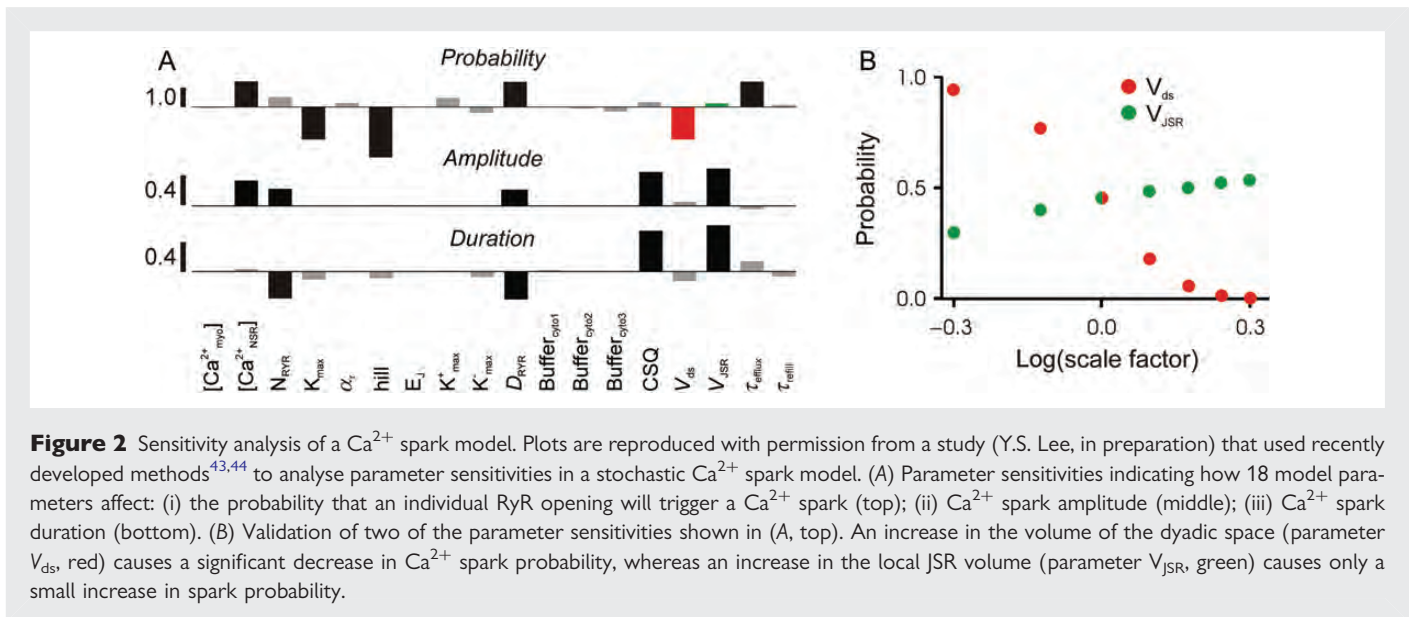 A
Probability
1.0
Amplitude
0.4
Duration
0.4
[Ca²⁺myo]
[Ca²⁺NSR]
NRYR
Kmax
αr
hill
EJ
K⁺max
K⁻max
DRYR
Buffercyto1
Buffercyto2
Buffercyto3
CSQ
Vds
VJSR
τefflux
τrefill
B
1.0
Vds
VJSR
Probability
0.5
0.0
−0.3
0.0
0.3
Log(scale factor)
Figure 2 Sensitivity analysis of a Ca²⁺ spark model. Plots are reproduced with permission from a study (Y.S. Lee, in preparation) that used recently
developed methods⁴³,⁴⁴ to analyse parameter sensitivities in a stochastic Ca²⁺ spark model. (A) Parameter sensitivities indicating how 18 model para-
meters affect: (i) the probability that an individual RyR opening will trigger a Ca²⁺ spark (top); (ii) Ca²⁺ spark amplitude (middle); (iii) Ca²⁺ spark
duration (bottom). (B) Validation of two of the parameter sensitivities shown in (A, top). An increase in the volume of the dyadic space (parameter
Vds, red) causes a significant decrease in Ca²⁺ spark probability, whereas an increase in the local JSR volume (parameter VJSR, green) causes only a
small increase in spark probability.